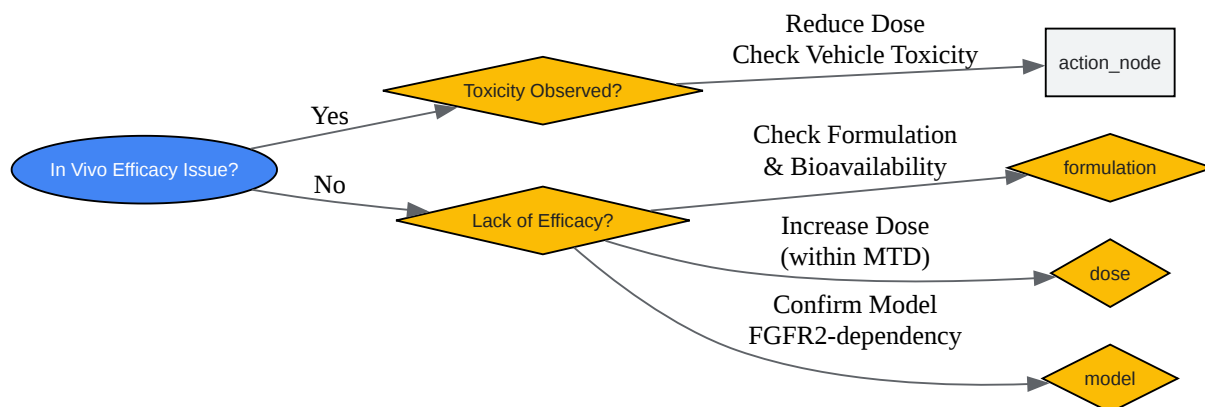 Reduce Dose
Check Vehicle Toxicity
action_node
Toxicity Observed?
Yes
In Vivo Efficacy Issue?
No
Check Formulation
& Bioavailability
formulation
Lack of Efficacy?
Increase Dose
(within MTD)
dose
Confirm Model
FGFR2-dependency
model